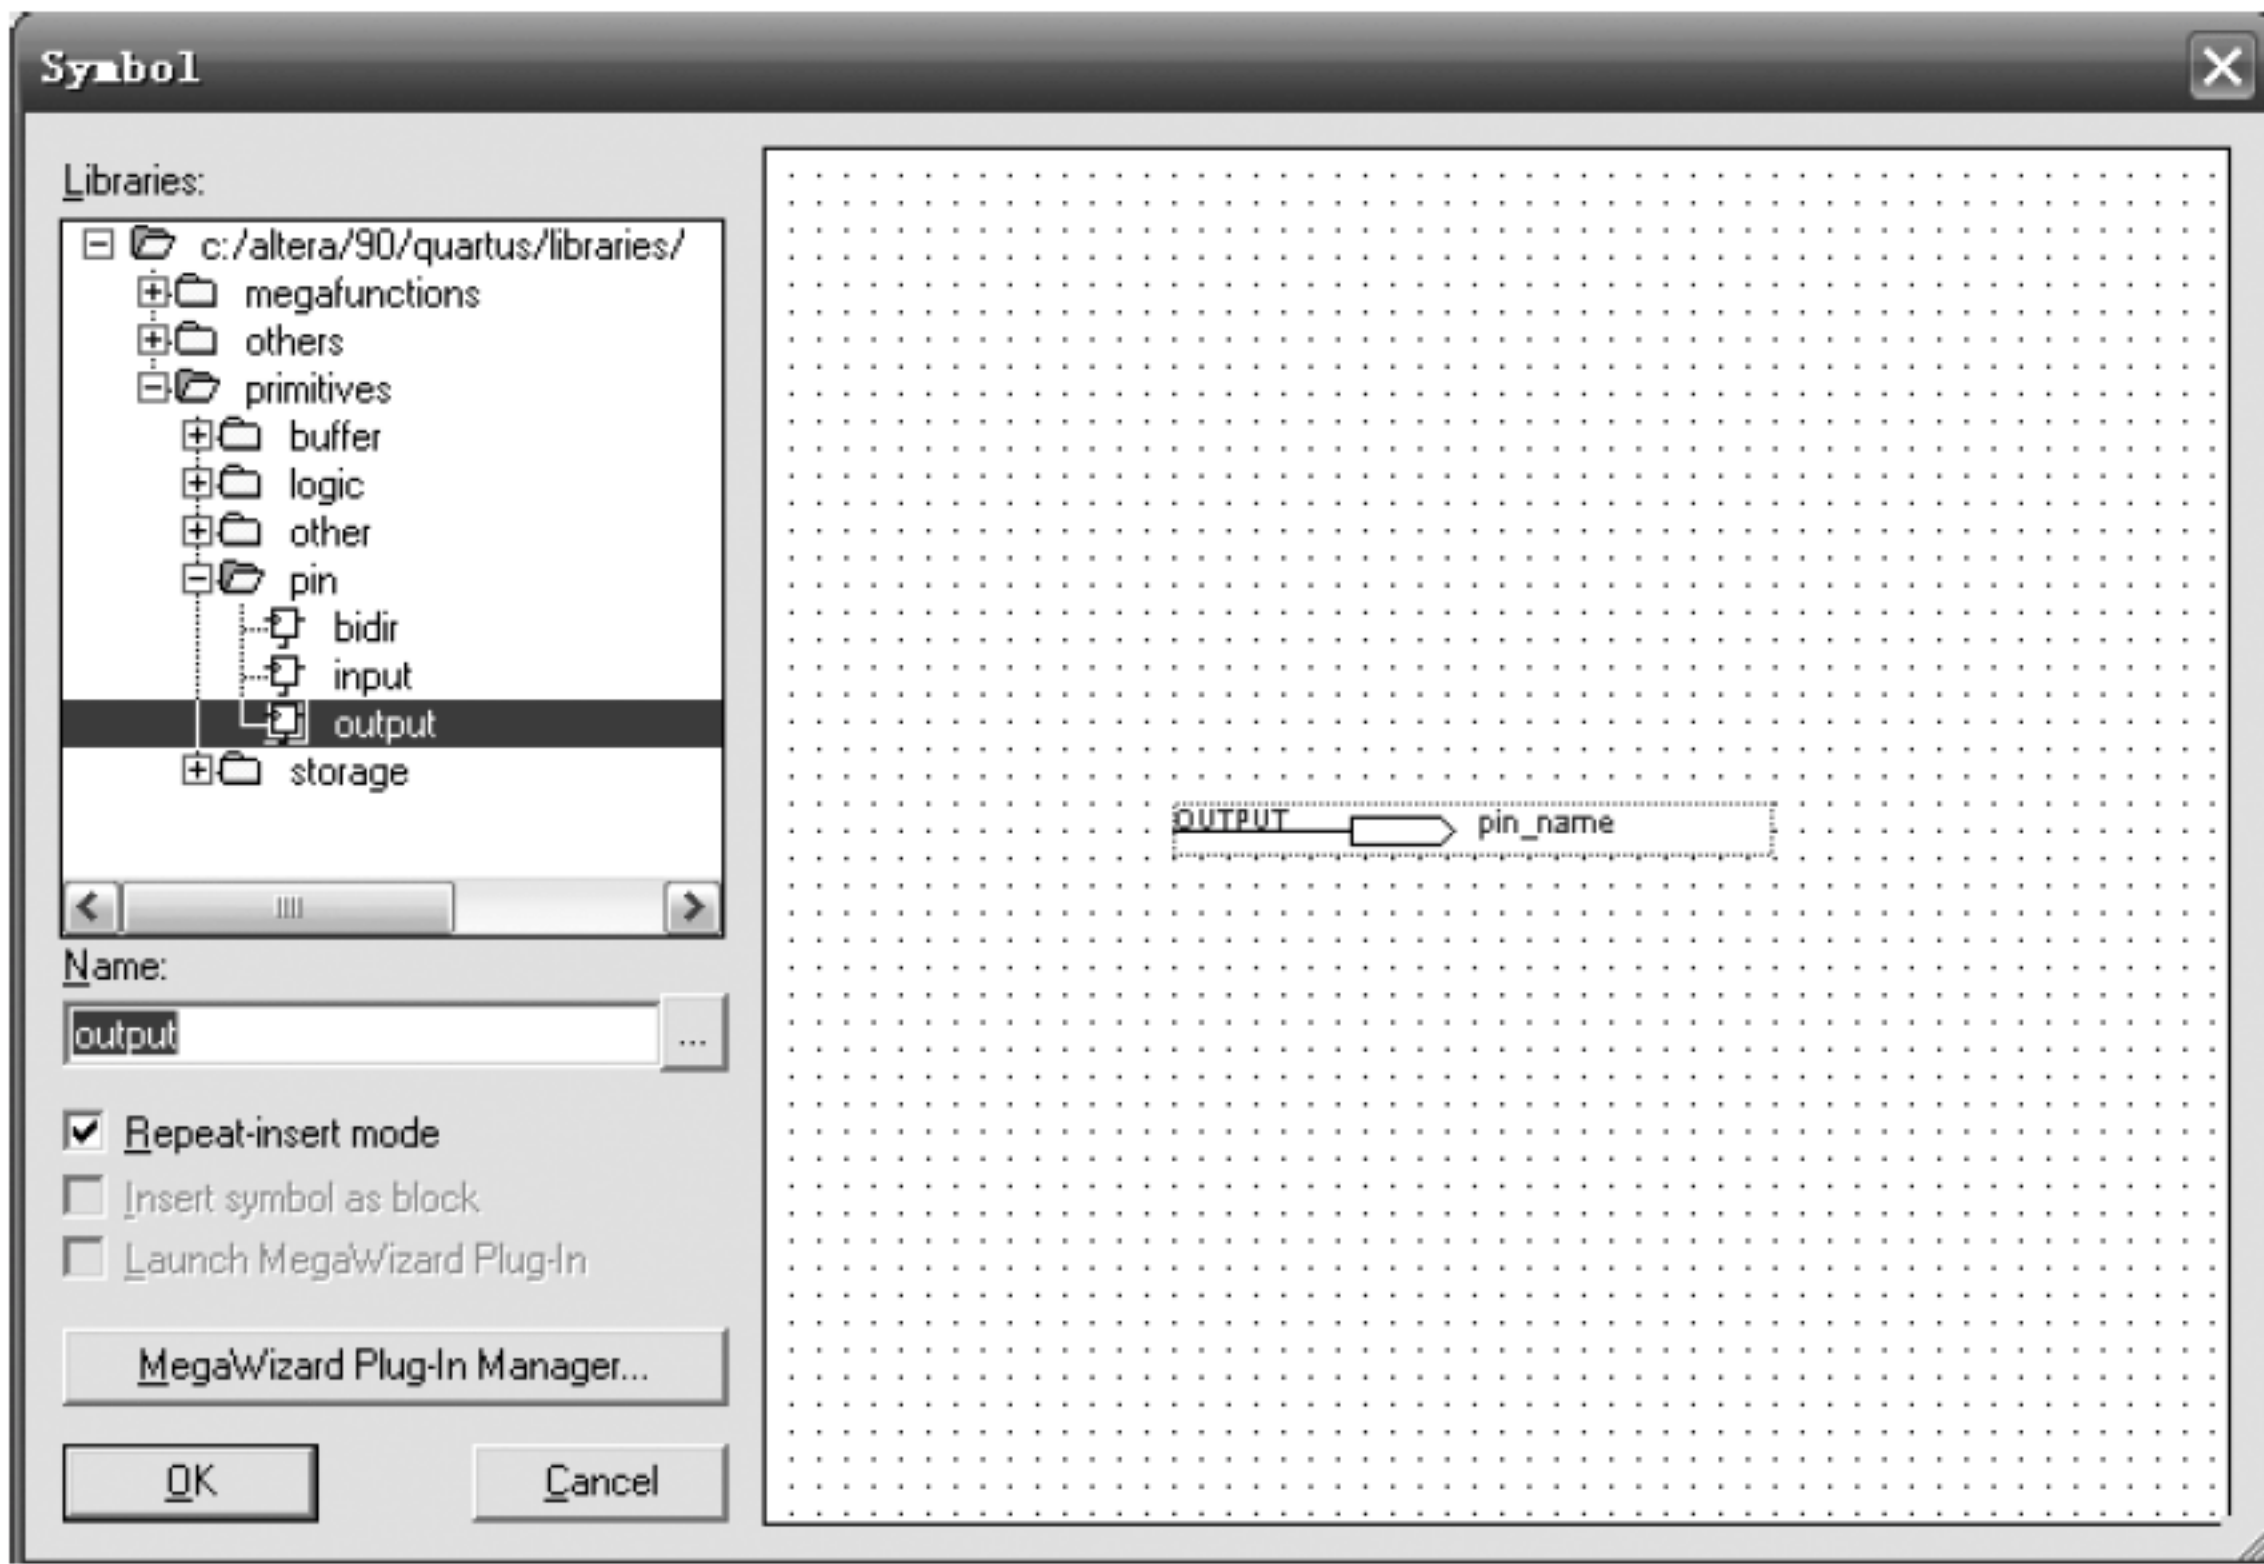 Symbol
Libraries:
c:/altera/90/quartus/libraries/
megafunctions
others
primitives
buffer
logic
other
pin
bidir
input
output
storage
Name:
output
...
Repeat-insert mode
Insert symbol as block
Launch MegaWizard Plug-In
MegaWizard Plug-In Manager...
OK
Cancel
OUTPUT
pin_name